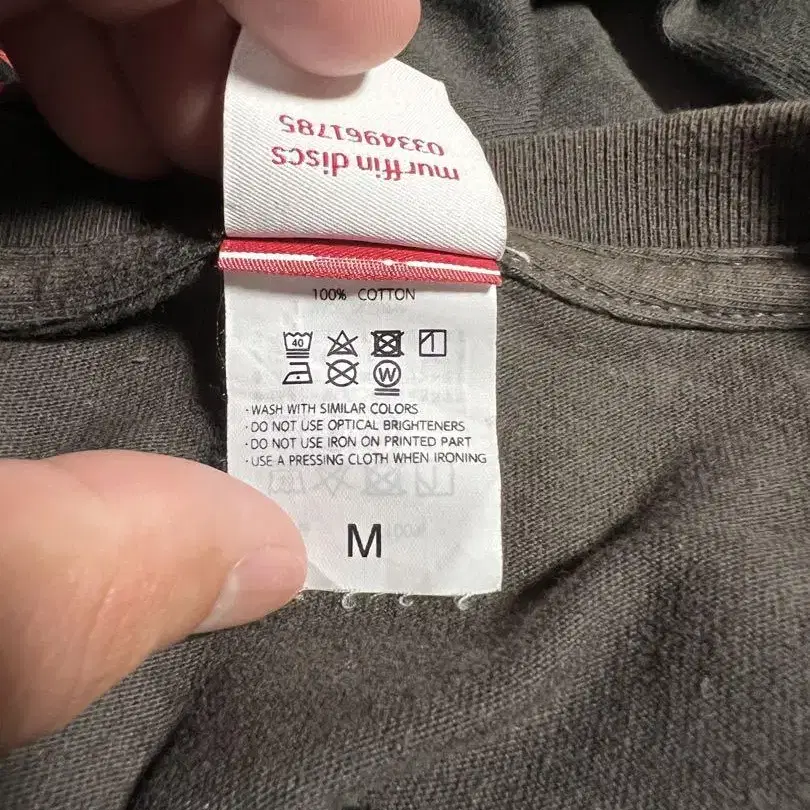 murffin discs
0334961785
100% COTTON
40
W
· WASH WITH SIMILAR COLORS
· DO NOT USE OPTICAL BRIGHTENERS
· DO NOT USE IRON ON PRINTED PART
· USE A PRESSING CLOTH WHEN IRONING
M